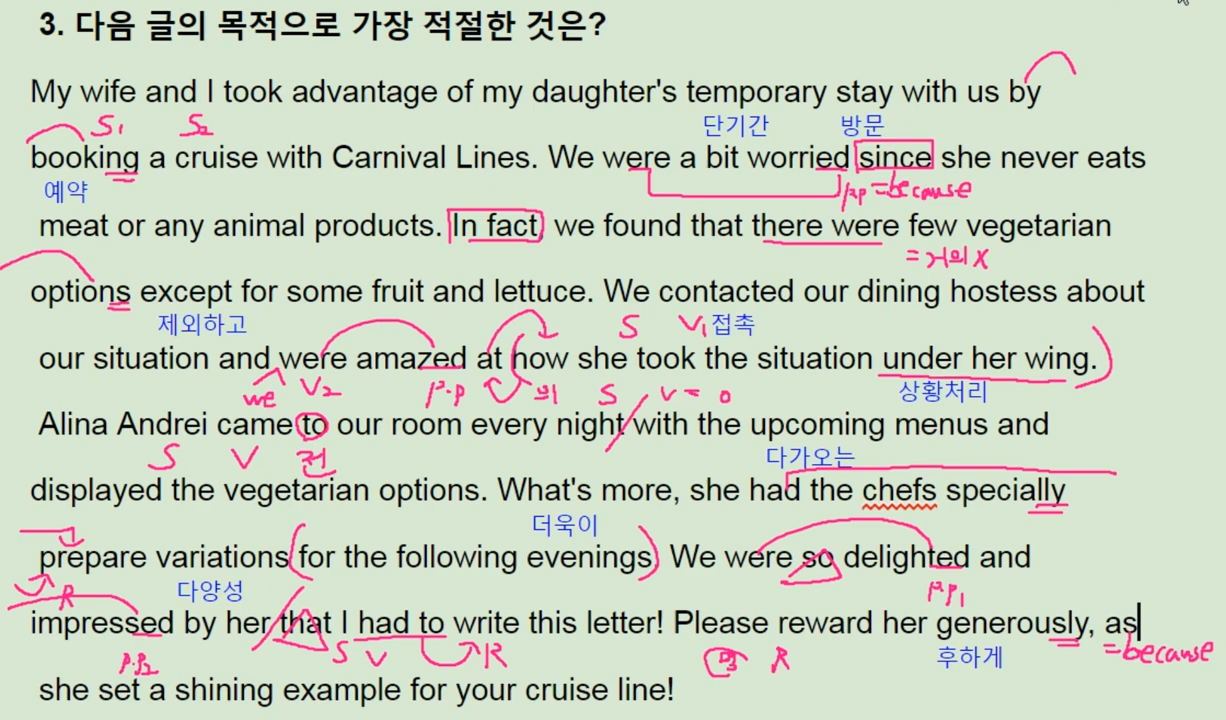 3. 다음 글의 목적으로 가장 적절한 것은?
My wife and I took advantage of my daughter's temporary stay with us by
S₁ S₂ 단기간 방문
booking a cruise with Carnival Lines. We were a bit worried since she never eats
예약 p.p =because
meat or any animal products. In fact, we found that there were few vegetarian
=거의X
options except for some fruit and lettuce. We contacted our dining hostess about
제외하고 S V₁ 접촉
our situation and were amazed at how she took the situation under her wing.
we V₂ p.p 의 S V = 상황처리
Alina Andrei came to our room every night with the upcoming menus and
S V 전 다가오는
displayed the vegetarian options. What's more, she had the chefs specially
더욱이
prepare variations for the following evenings. We were so delighted and
R 다양성 PP₁
impressed by her that I had to write this letter! Please reward her generously, as
P.P₂ S V R 명 R 후하게 =because
she set a shining example for your cruise line!